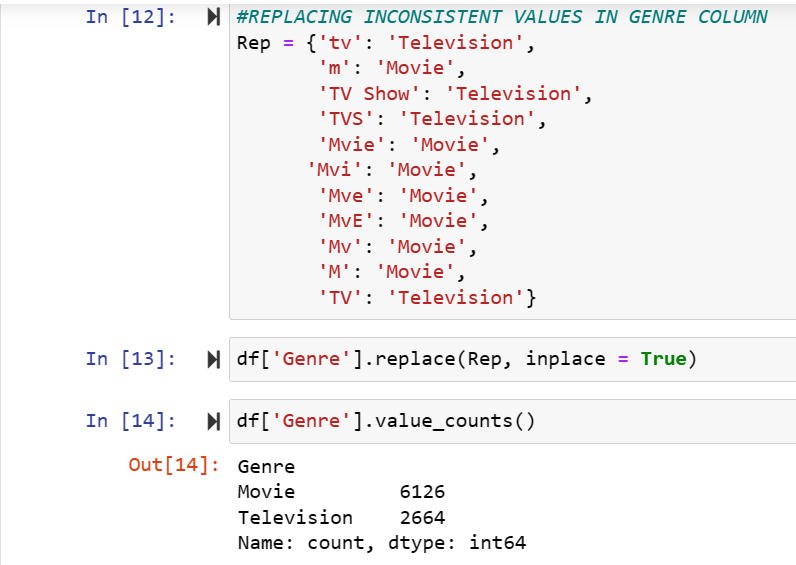 In [12]: #REPLACING INCONSISTENT VALUES IN GENRE COLUMN
Rep = {'tv': 'Television',
       'm': 'Movie',
       'TV Show': 'Television',
       'TVS': 'Television',
       'Mvie': 'Movie',
      'Mvi': 'Movie',
       'Mve': 'Movie',
       'MvE': 'Movie',
       'Mv': 'Movie',
       'M': 'Movie',
       'TV': 'Television'}
In [13]: df['Genre'].replace(Rep, inplace = True)
In [14]: df['Genre'].value_counts()
Out[14]: Genre
Movie         6126
Television    2664
Name: count, dtype: int64